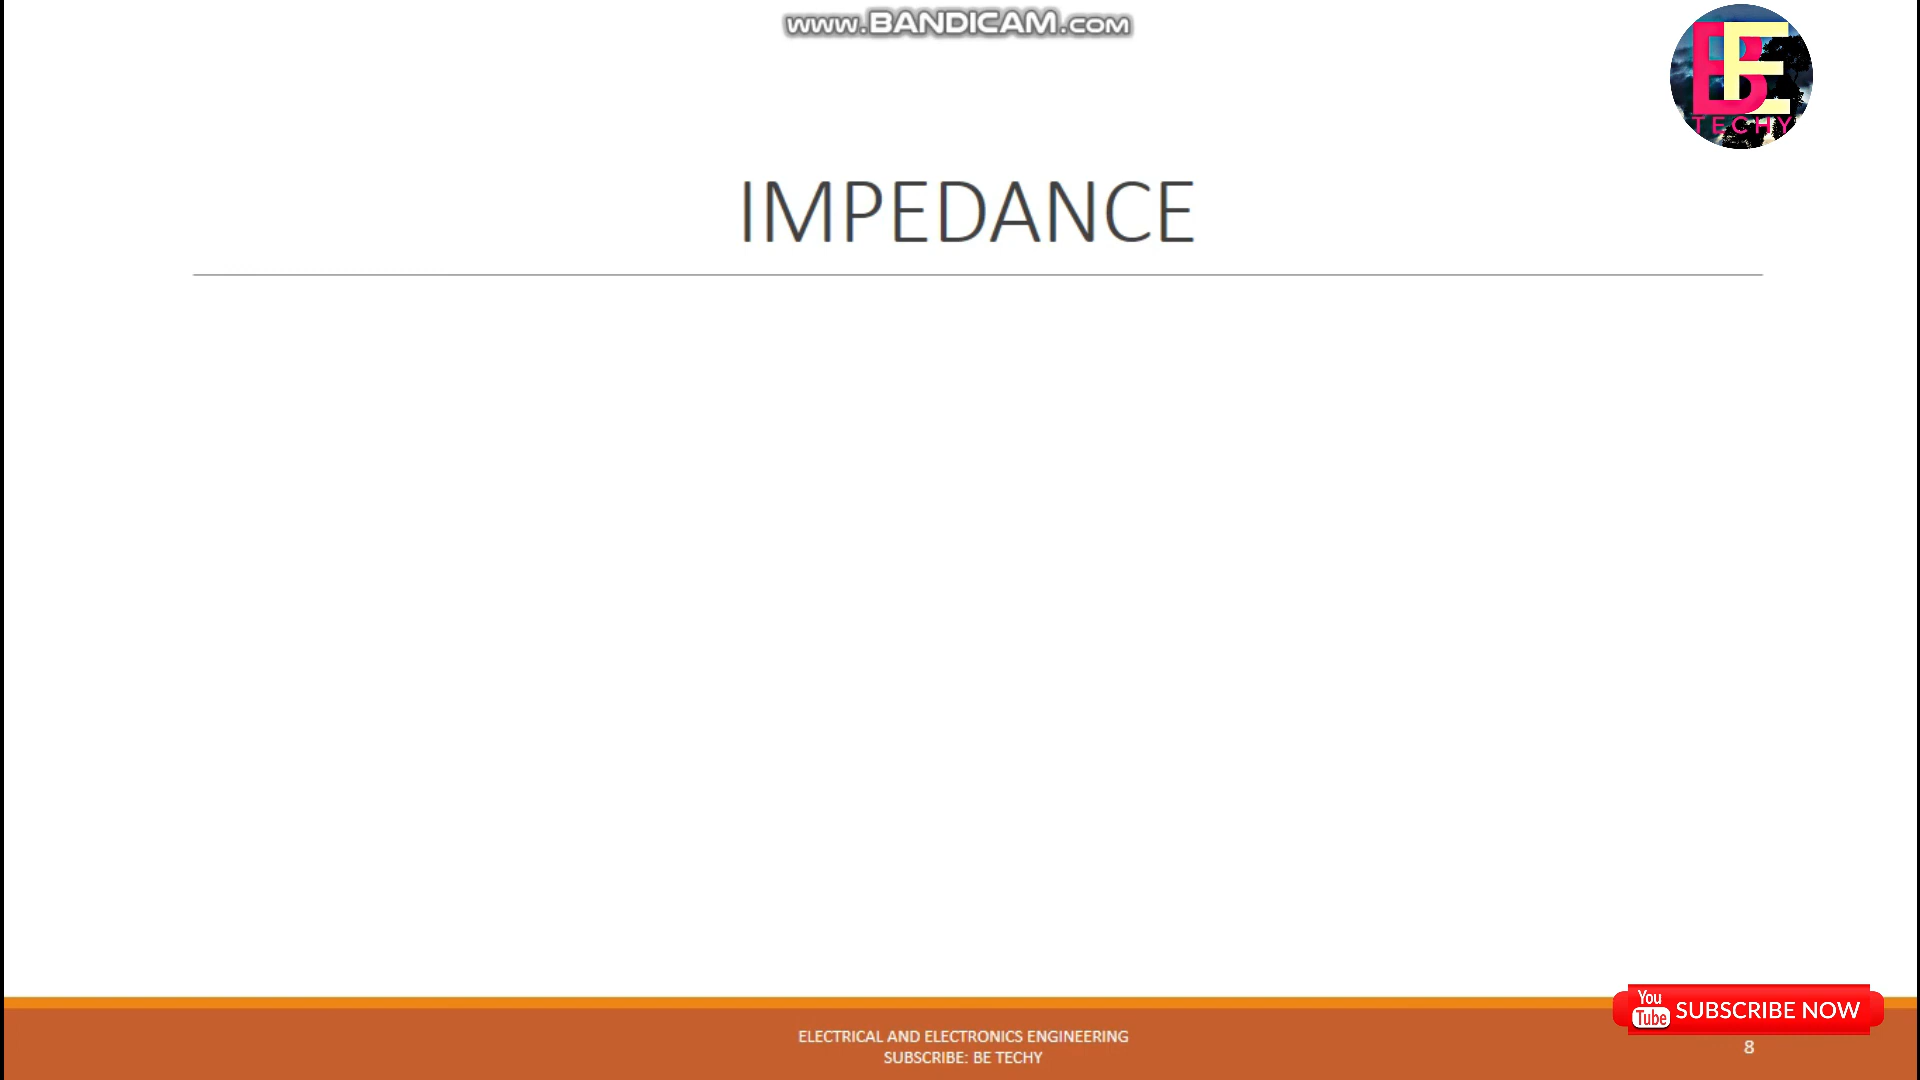 www.BANDICAM.com
BE
TECHY
IMPEDANCE
You
Tube SUBSCRIBE NOW
ELECTRICAL AND ELECTRONICS ENGINEERING
SUBSCRIBE: BE TECHY
8